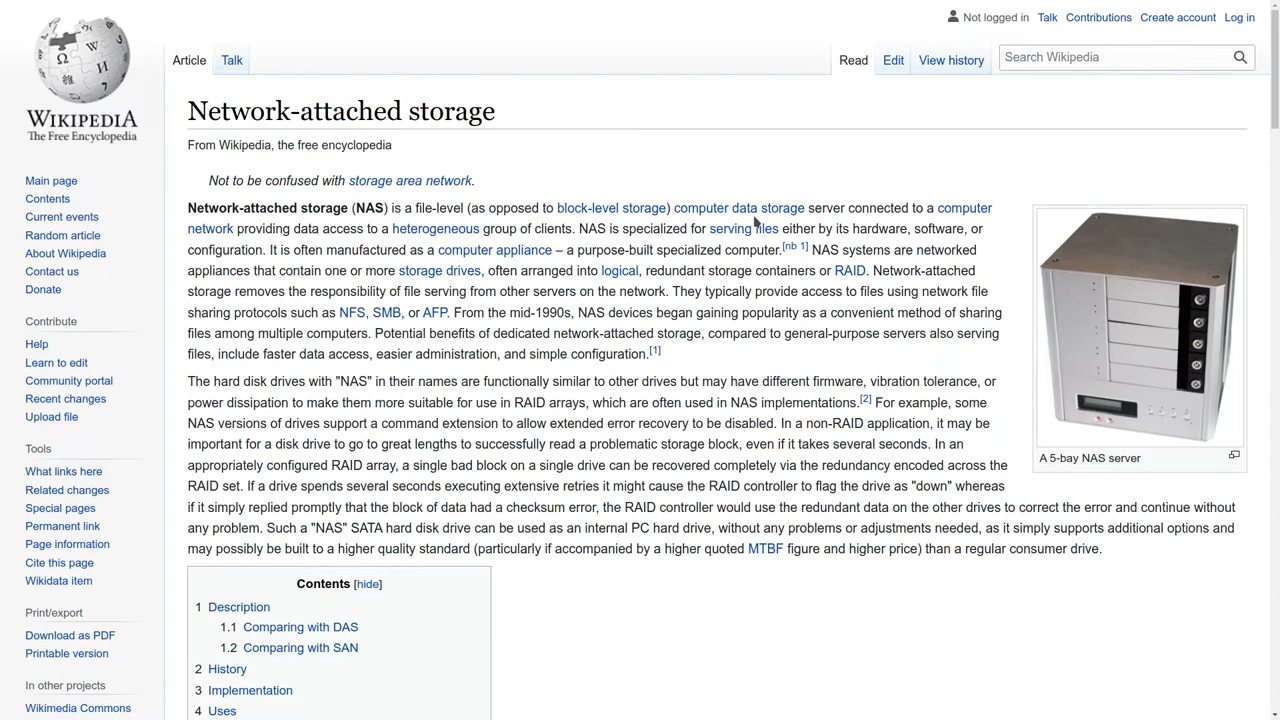 Not logged in Talk Contributions Create account Log in
Article Talk Read Edit View history Search Wikipedia
WIKIPEDIA
The Free Encyclopedia
Main page
Contents
Current events
Random article
About Wikipedia
Contact us
Donate
Contribute
Help
Learn to edit
Community portal
Recent changes
Upload file
Tools
What links here
Related changes
Special pages
Permanent link
Page information
Cite this page
Wikidata item
Print/export
Download as PDF
Printable version
In other projects
Wikimedia Commons
Network-attached storage
From Wikipedia, the free encyclopedia
Not to be confused with storage area network.
Network-attached storage (NAS) is a file-level (as opposed to block-level storage) computer data storage server connected to a computer
network providing data access to a heterogeneous group of clients. NAS is specialized for serving files either by its hardware, software, or
configuration. It is often manufactured as a computer appliance – a purpose-built specialized computer.[nb 1] NAS systems are networked
appliances that contain one or more storage drives, often arranged into logical, redundant storage containers or RAID. Network-attached
storage removes the responsibility of file serving from other servers on the network. They typically provide access to files using network file
sharing protocols such as NFS, SMB, or AFP. From the mid-1990s, NAS devices began gaining popularity as a convenient method of sharing
files among multiple computers. Potential benefits of dedicated network-attached storage, compared to general-purpose servers also serving
files, include faster data access, easier administration, and simple configuration.[1]
The hard disk drives with "NAS" in their names are functionally similar to other drives but may have different firmware, vibration tolerance, or
power dissipation to make them more suitable for use in RAID arrays, which are often used in NAS implementations.[2] For example, some
NAS versions of drives support a command extension to allow extended error recovery to be disabled. In a non-RAID application, it may be
important for a disk drive to go to great lengths to successfully read a problematic storage block, even if it takes several seconds. In an
appropriately configured RAID array, a single bad block on a single drive can be recovered completely via the redundancy encoded across the
RAID set. If a drive spends several seconds executing extensive retries it might cause the RAID controller to flag the drive as "down" whereas
if it simply replied promptly that the block of data had a checksum error, the RAID controller would use the redundant data on the other drives to correct the error and continue without
any problem. Such a "NAS" SATA hard disk drive can be used as an internal PC hard drive, without any problems or adjustments needed, as it simply supports additional options and
may possibly be built to a higher quality standard (particularly if accompanied by a higher quoted MTBF figure and higher price) than a regular consumer drive.
A 5-bay NAS server
Contents [hide]
1 Description
1.1 Comparing with DAS
1.2 Comparing with SAN
2 History
3 Implementation
4 Uses